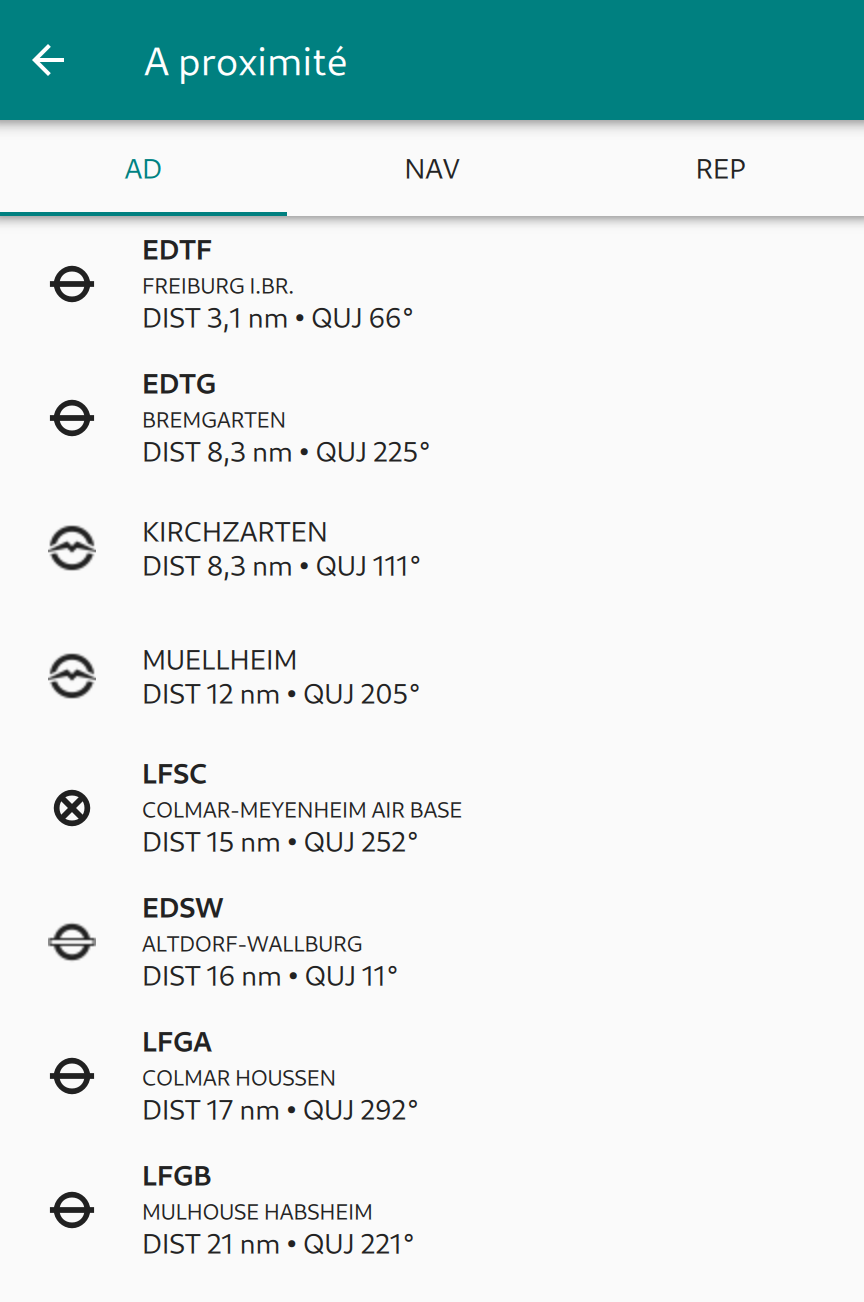 A proximité
AD
NAV
REP
EDTF
FREIBURG I.BR.
DIST 3,1 nm • QUJ 66°
EDTG
BREMGARTEN
DIST 8,3 nm • QUJ 225°
KIRCHZARTEN
DIST 8,3 nm • QUJ 111°
MUELLHEIM
DIST 12 nm • QUJ 205°
LFSC
COLMAR-MEYENHEIM AIR BASE
DIST 15 nm • QUJ 252°
EDSW
ALTDORF-WALLBURG
DIST 16 nm • QUJ 11°
LFGA
COLMAR HOUSSEN
DIST 17 nm • QUJ 292°
LFGB
MULHOUSE HABSHEIM
DIST 21 nm • QUJ 221°